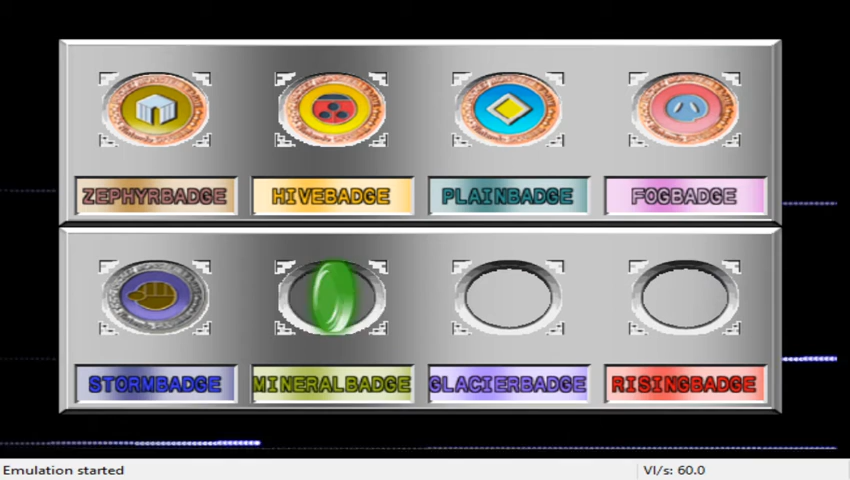 ZEPHYRBADGE HIVEBADGE PLAINBADGE FOGBADGE
STORMBADGE MINERALBADGE GLACIERBADGE RISINGBADGE
Emulation started VI/s: 60.0